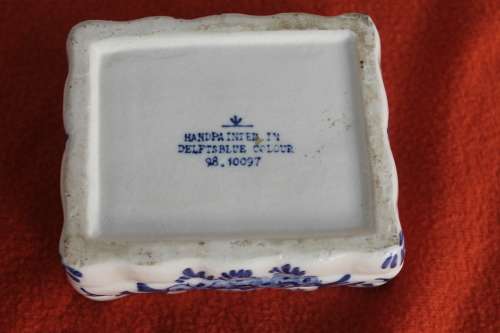 HANDPAINTED IN
DELFTSBLUE COLOUR
98.10097